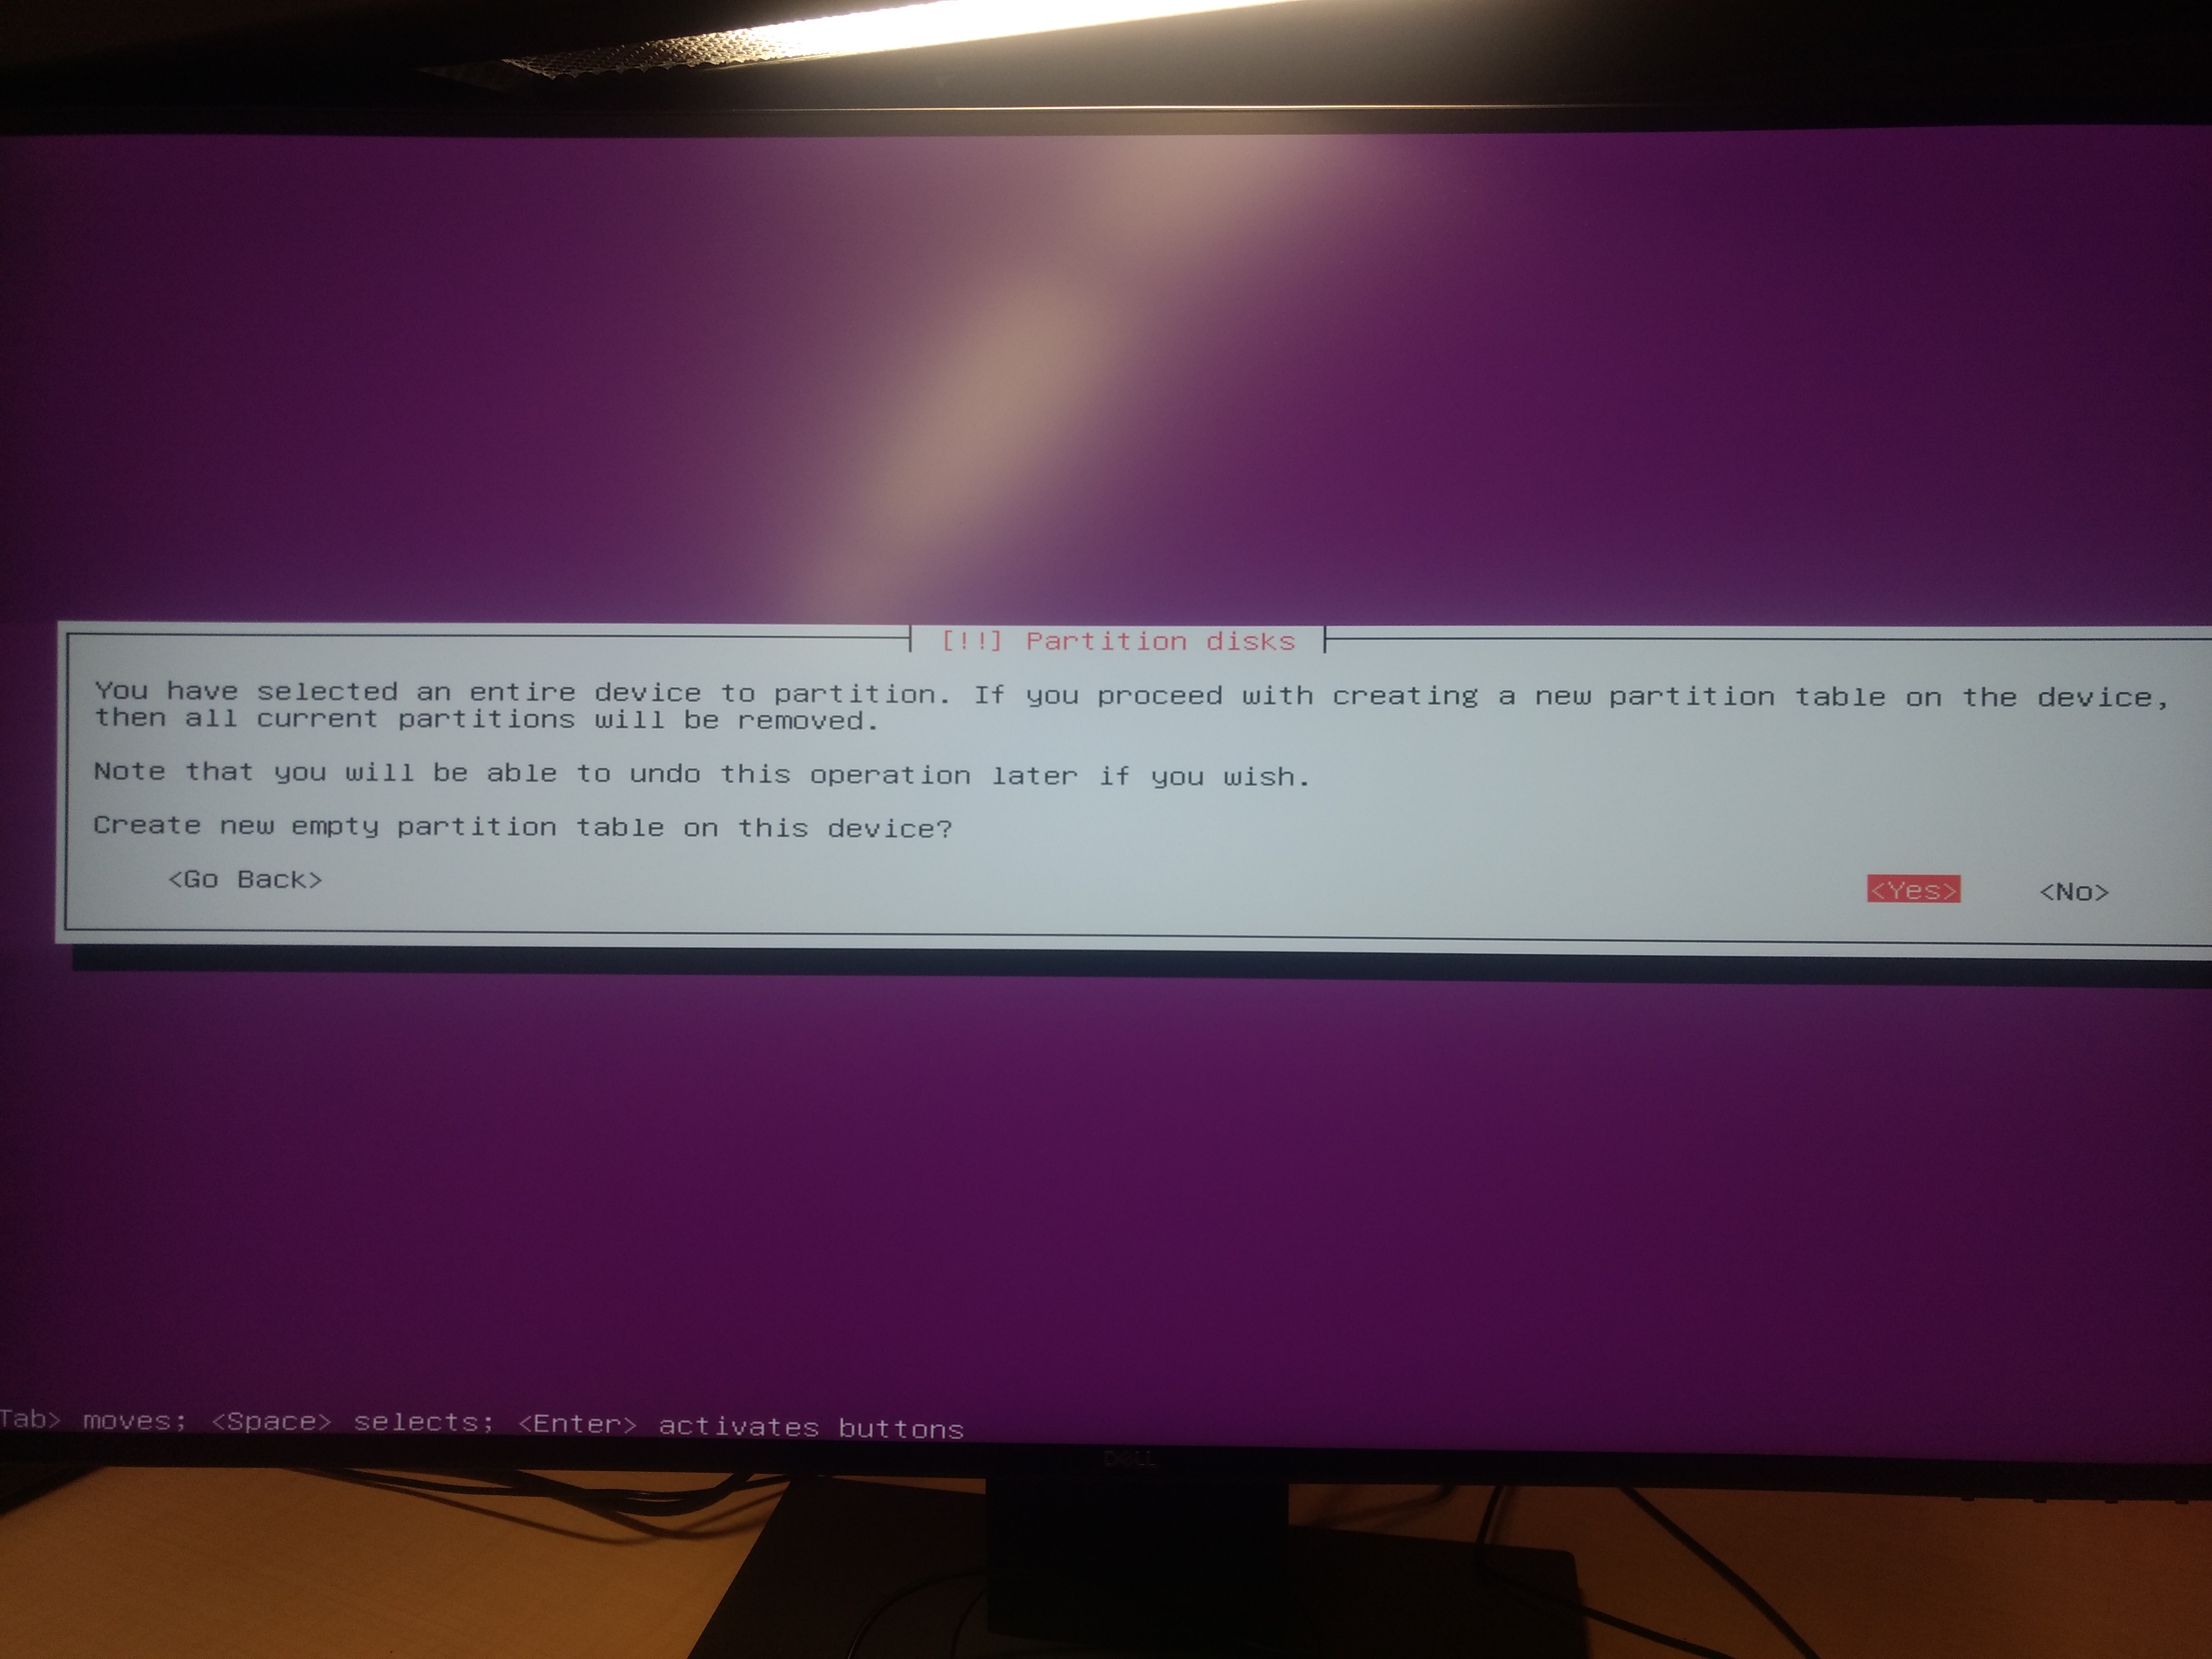 [!!] Partition disks
You have selected an entire device to partition. If you proceed with creating a new partition table on the device,
then all current partitions will be removed.
Note that you will be able to undo this operation later if you wish.
Create new empty partition table on this device?
<Go Back> <Yes> <No>
Tab> moves; <Space> selects; <Enter> activates buttons
DELL